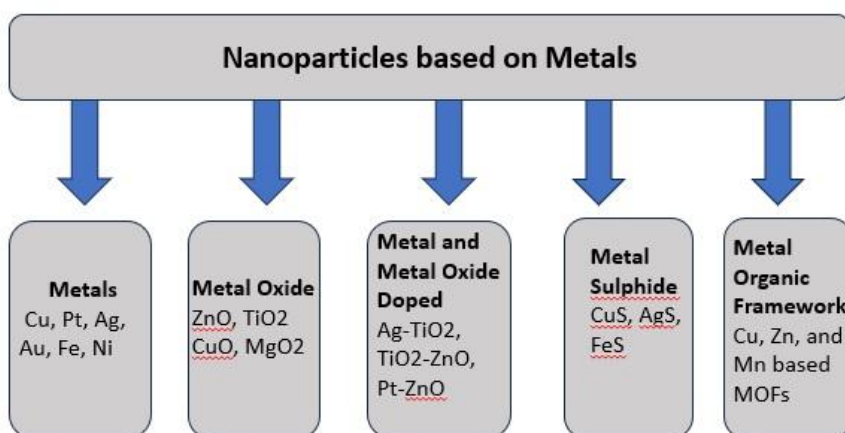 Nanoparticles based on Metals
Metals
Cu, Pt, Ag,
Au, Fe, Ni
Metal Oxide
ZnO, TiO2
CuO, MgO2
Metal and
Metal Oxide
Doped
Ag-TiO2,
TiO2-ZnO,
Pt-ZnO
Metal
Sulphide
CuS, AgS,
FeS
Metal
Organic
Framework
Cu, Zn, and
Mn based
MOFs